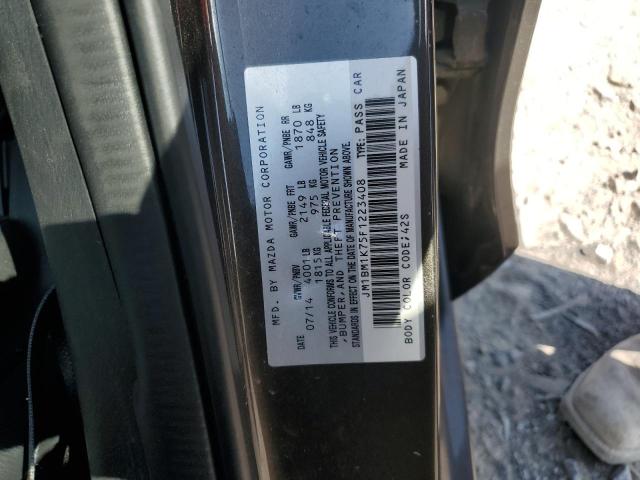 MFD. BY MAZDA MOTOR CORPORATION
DATE GVWR/PNBV GAWR/PNBE FRT GAWR/PNBE RR
07/14 4001 LB 2149 LB 1870 LB
1815 KG 975 KG 848 KG
THIS VEHICLE CONFORMS TO ALL APPLICABLE FEDERAL MOTOR VEHICLE SAFETY
,BUMPER,AND THEFT PREVENTION
STANDARDS IN EFFECT ON THE DATE OF MANUFACTURE SHOWN ABOVE.
JM1BM1K75F1223408 TYPE: PASS CAR
BODY COLOR CODE:42S MADE IN JAPAN